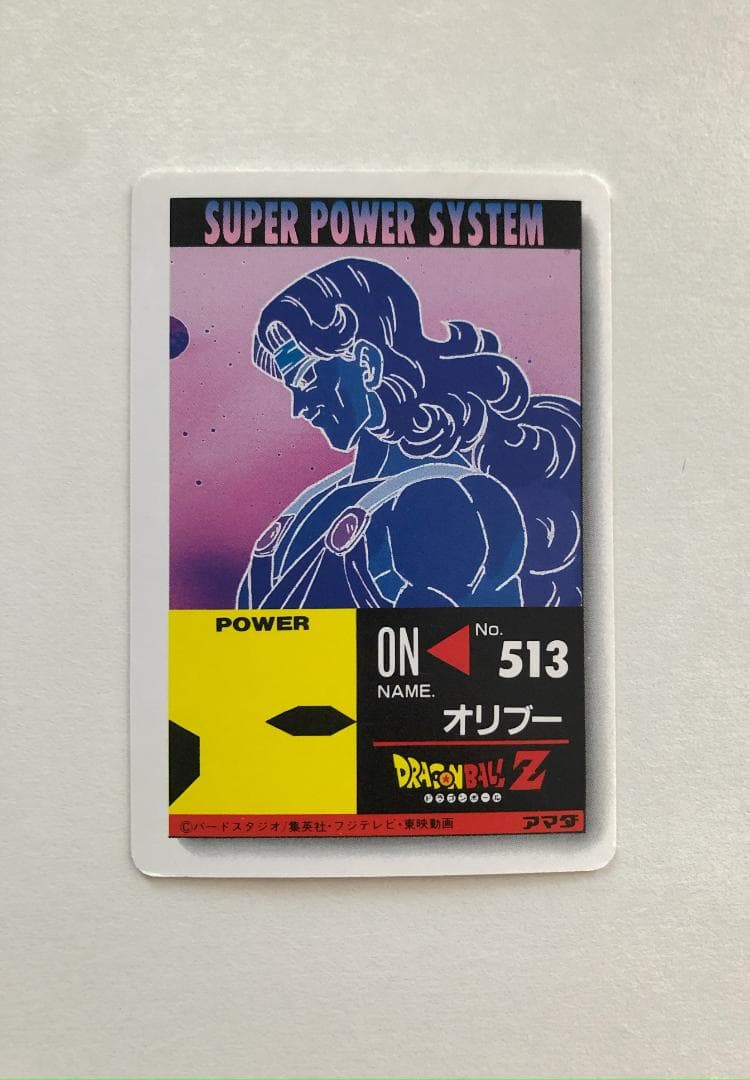 SUPER POWER SYSTEM
POWER
ON
No.
513
NAME.
オリブー
DRAGON BALL Z
ドラゴンボール
©バードスタジオ/集英社・フジテレビ・東映動画
アマダ